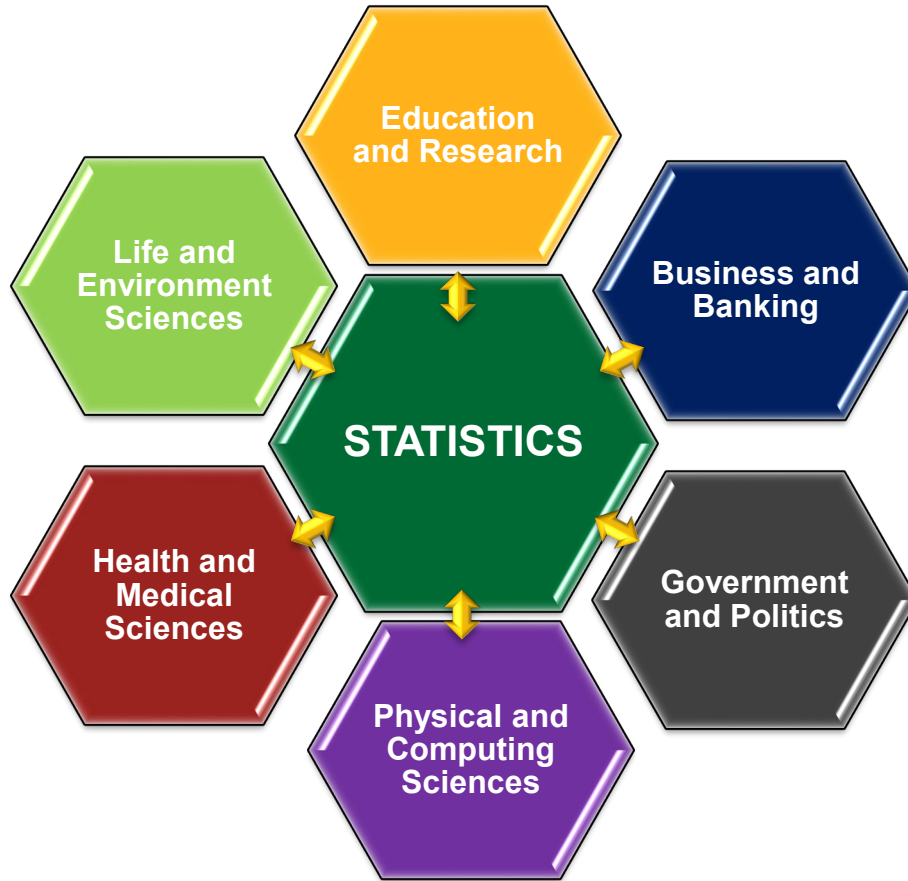 Education
and Research
Life and
Environment
Sciences
Business and
Banking
STATISTICS
Health and
Medical
Sciences
Government
and Politics
Physical and
Computing
Sciences